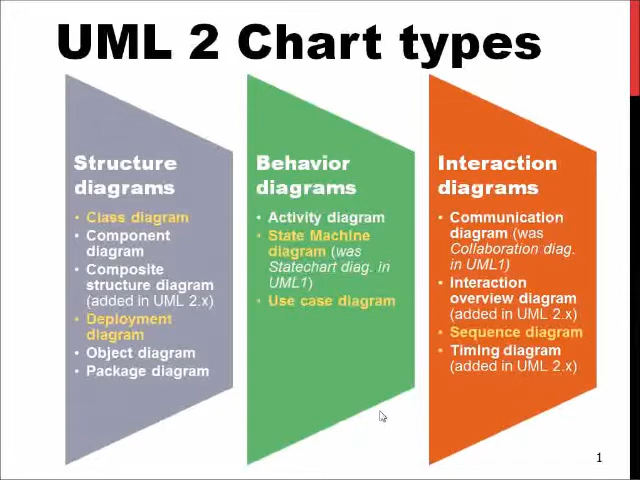 UML 2 Chart types
Structure
diagrams
• Class diagram
• Component
diagram
• Composite
structure diagram
(added in UML 2.x)
• Deployment
diagram
• Object diagram
• Package diagram
Behavior
diagrams
• Activity diagram
• State Machine
diagram (was
Statechart diag. in
UML1)
• Use case diagram
Interaction
diagrams
• Communication
diagram (was
Collaboration diag.
in UML1)
• Interaction
overview diagram
(added in UML 2.x)
• Sequence diagram
• Timing diagram
(added in UML 2.x)
1